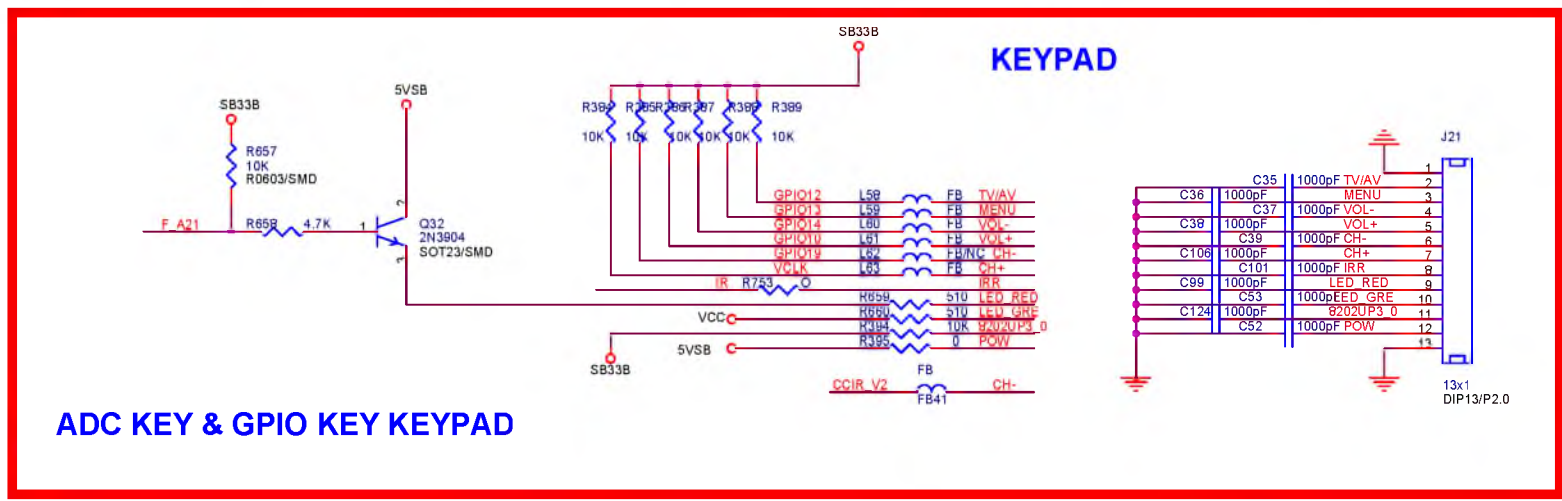 SB33B
KEYPAD
5VSB
SB33B
R384 R385 R386 R387 R388 R389
10K 10K 10K 10K 10K 10K
R657
10K
R0603/SMD
J21
F_A21
R658 4.7K
1
2
3
Q32
2N3904
SOT23/SMD
GPIO12 L58 FB TV/AV
GPIO13 L59 FB MENU
GPIO14 L60 FB VOL-
GPIO10 L61 FB VOL+
GPIO19 L62 FB/NC CH-
VCLK L63 FB CH+
IR R753 0 IRR
R659 510 LED_RED
VCC R660 510 LED_GRE
R394 10K 8202UP3_0
5VSB R395 0 POW
SB33B
CCIR_V2 FB CH-
FB41
1
C35 1000pF TV/AV 2
C36 1000pF MENU 3
C37 1000pF VOL- 4
C38 1000pF VOL+ 5
C39 1000pF CH- 6
C106 1000pF CH+ 7
C101 1000pF IRR 8
C99 1000pF LED_RED 9
C53 1000pF LED_GRE 10
C124 1000pF 8202UP3_0 11
C52 1000pF POW 12
13
13x1
DIP13/P2.0
ADC KEY & GPIO KEY KEYPAD